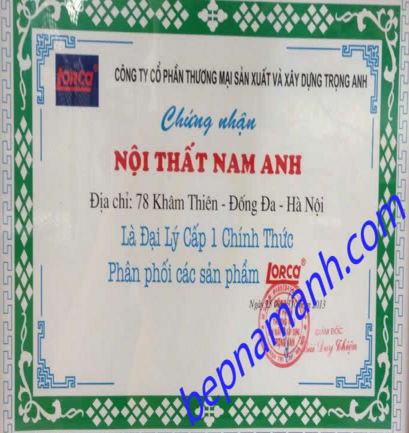 LORCA®
CÔNG TY CỔ PHẦN THƯƠNG MẠI SẢN XUẤT VÀ XÂY DỰNG TRỌNG ANH
Chứng nhận
NỘI THẤT NAM ANH
Địa chỉ: 78 Khâm Thiên - Đống Đa - Hà Nội
Là Đại Lý Cấp 1 Chính Thức
Phân phối các sản phẩm LORCA®
GIÁM ĐỐC
bepnamanh.com